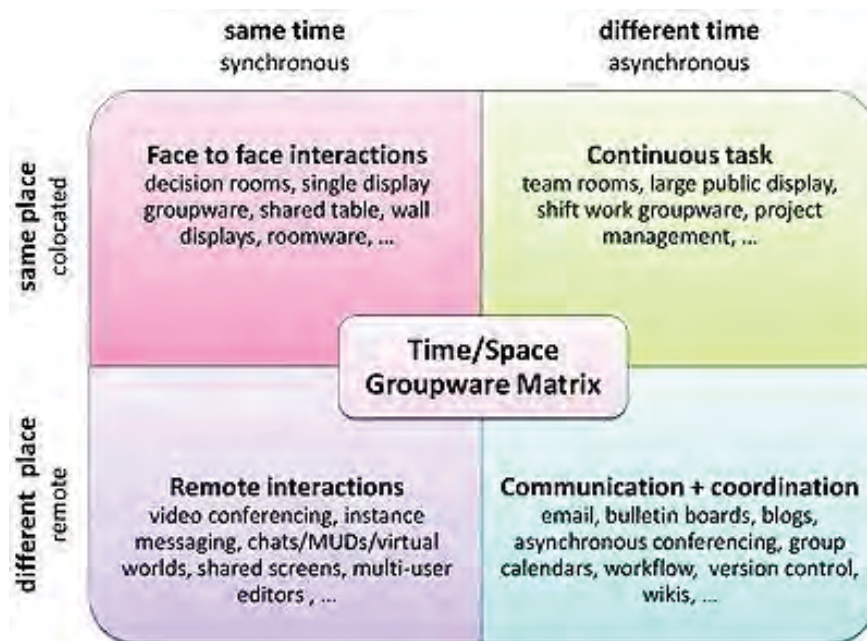 same time
synchronous
different time
asynchronous
same place
colocated
Face to face interactions
decision rooms, single display
groupware, shared table, wall
displays, roomware, ...
Continuous task
team rooms, large public display,
shift work groupware, project
management, ...
Time/Space
Groupware Matrix
different place
remote
Remote interactions
video conferencing, instance
messaging, chats/MUDs/virtual
worlds, shared screens, multi-user
editors , ...
Communication + coordination
email, bulletin boards, blogs,
asynchronous conferencing, group
calendars, workflow, version control,
wikis, ...